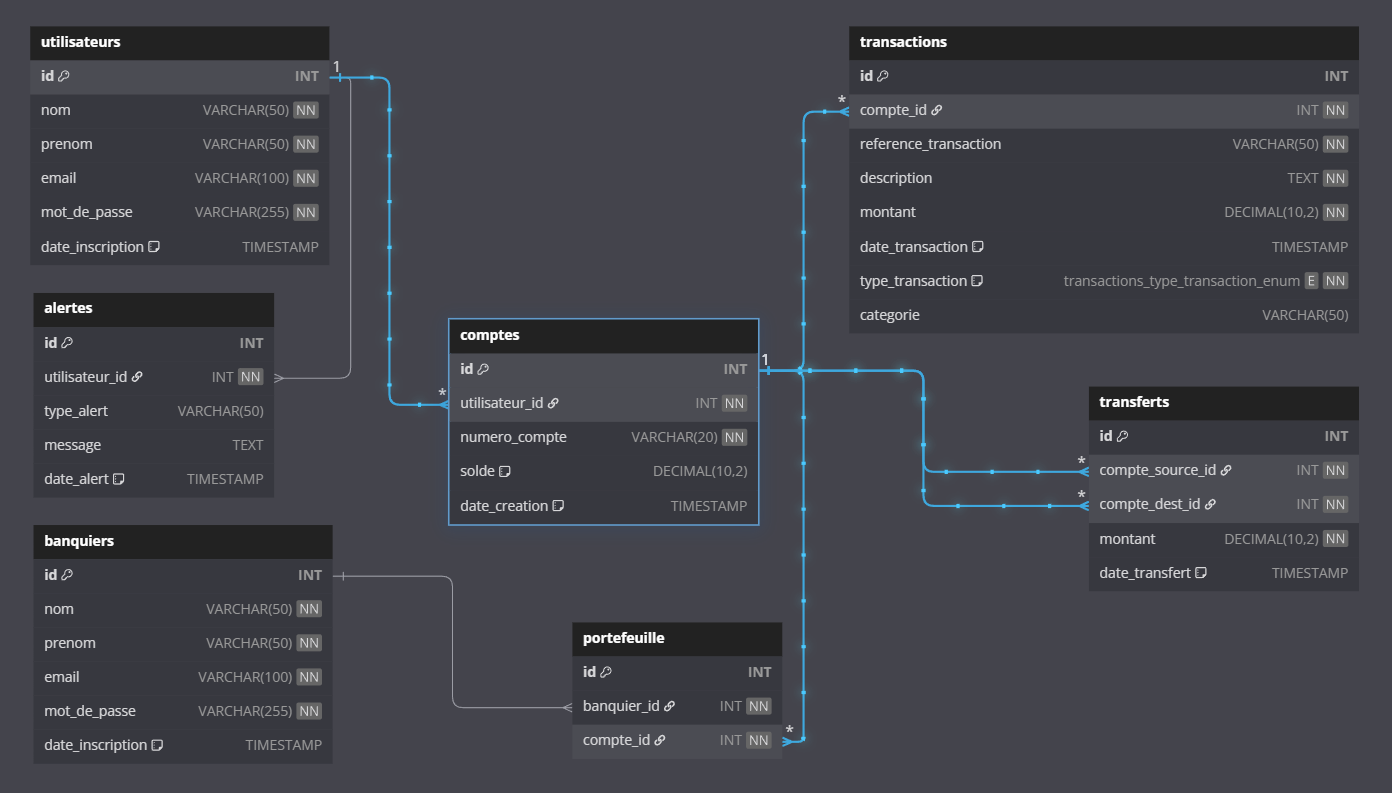 utilisateurs
id INT
nom VARCHAR(50) NN
prenom VARCHAR(50) NN
email VARCHAR(100) NN
mot_de_passe VARCHAR(255) NN
date_inscription TIMESTAMP
1
alertes
id INT
utilisateur_id INT NN
type_alert VARCHAR(50)
message TEXT
date_alert TIMESTAMP
banquiers
id INT
nom VARCHAR(50) NN
prenom VARCHAR(50) NN
email VARCHAR(100) NN
mot_de_passe VARCHAR(255) NN
date_inscription TIMESTAMP
comptes
id INT
1
*
utilisateur_id INT NN
numero_compte VARCHAR(20) NN
solde DECIMAL(10,2)
date_creation TIMESTAMP
portefeuille
id INT
banquier_id INT NN
compte_id INT NN
*
transactions
id INT
*
compte_id INT NN
reference_transaction VARCHAR(50) NN
description TEXT NN
montant DECIMAL(10,2) NN
date_transaction TIMESTAMP
type_transaction transactions_type_transaction_enum E NN
categorie VARCHAR(50)
transferts
id INT
*
compte_source_id INT NN
*
compte_dest_id INT NN
montant DECIMAL(10,2) NN
date_transfert TIMESTAMP